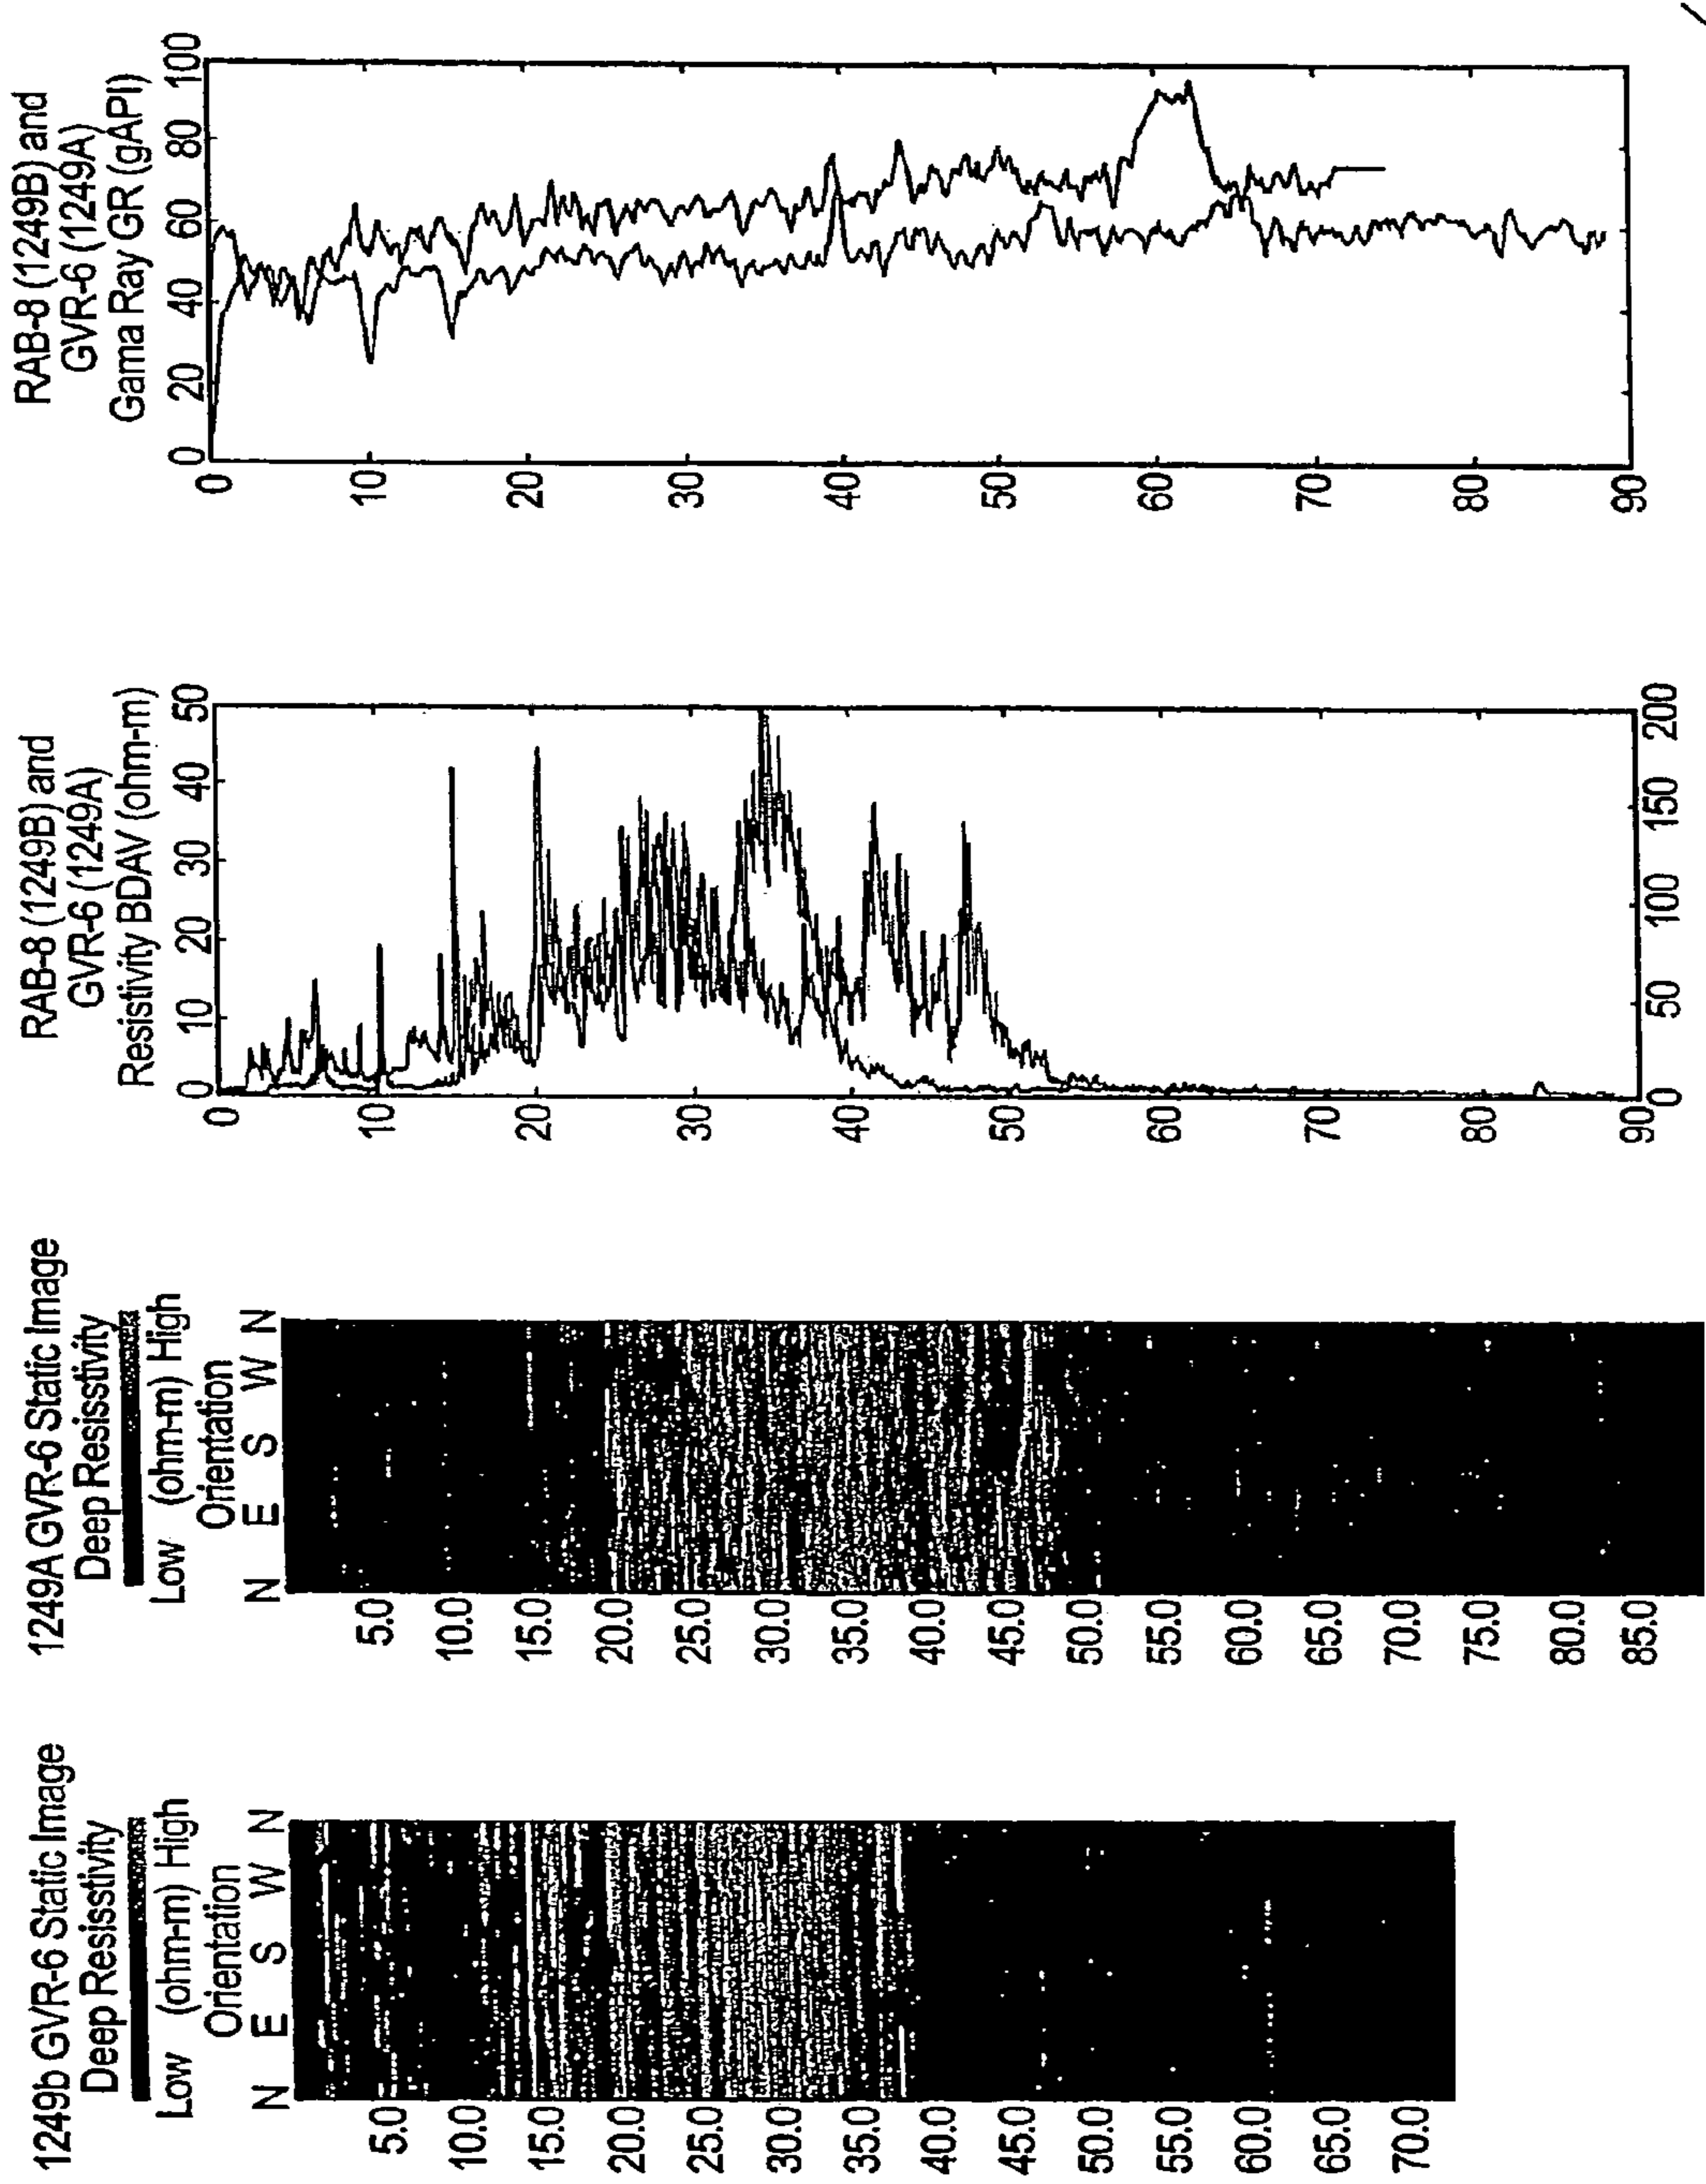 1249b GVR-6 Static Image
Deep Resisstivity
Low (ohm-m) High
Orientation
N E S W N
5.0
10.0
15.0
20.0
25.0
30.0
35.0
40.0
45.0
50.0
55.0
60.0
65.0
70.0
1249A GVR-6 Static Image
Deep Resisstivity
Low (ohm-m) High
Orientation
N E S W N
5.0
10.0
15.0
20.0
25.0
30.0
35.0
40.0
45.0
50.0
55.0
60.0
65.0
70.0
75.0
80.0
85.0
RAB-8 (1249B) and
GVR-6 (1249A)
Resistivity BDAV (ohm-m)
0 10 20 30 40 50
0
10
20
30
40
50
60
70
80
90
0 50 100 150 200
RAB-8 (1249B) and
GVR-6 (1249A)
Gama Ray GR (gAPI)
0 20 40 60 80 100
0
10
20
30
40
50
60
70
80
90